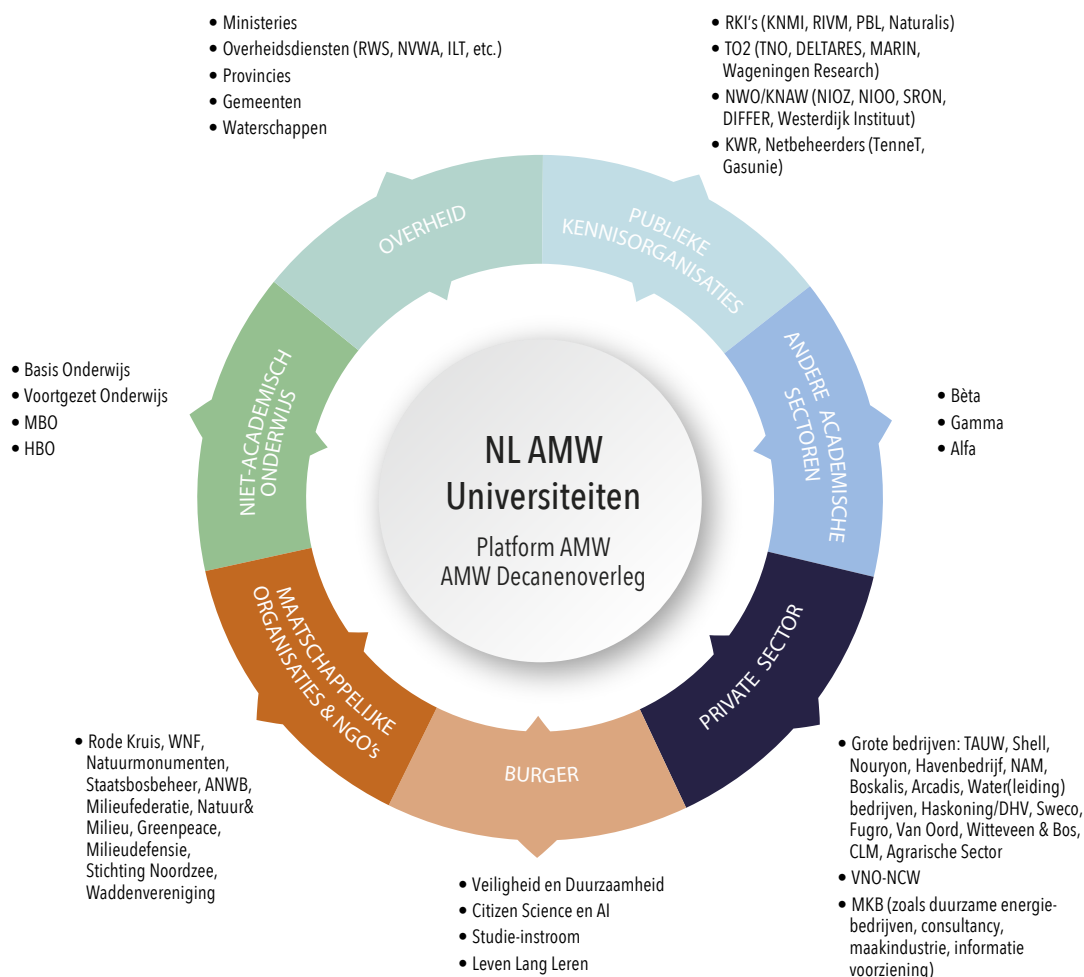 • Ministeries
• Overheidsdiensten (RWS, NVWA, ILT, etc.)
• Provincies
• Gemeenten
• Waterschappen
• RKI's (KNMI, RIVM, PBL, Naturalis)
• TO2 (TNO, DELTARES, MARIN,
Wageningen Research)
• NWO/KNAW (NIOZ, NIOO, SRON,
DIFFER, Westerdijk Instituut)
• KWR, Netbeheerders (TenneT,
Gasunie)
OVERHEID
PUBLIEKE
KENNISORGANISATIES
• Basis Onderwijs
• Voortgezet Onderwijs
• MBO
• HBO
NIET-ACADEMISCH
ONDERWIJS
ANDERE ACADEMISCHE
SECTOREN
• Bèta
• Gamma
• Alfa
NL AMW
Universiteiten
Platform AMW
AMW Decanenoverleg
MAATSCHAPPELIJKE
ORGANISATIES & NGO's
BURGER
PRIVATE SECTOR
• Rode Kruis, WNF,
Natuurmonumenten,
Staatsbosbeheer, ANWB,
Milieufederatie, Natuur&
Milieu, Greenpeace,
Milieudefensie,
Stichting Noordzee,
Waddenvereniging
• Veiligheid en Duurzaamheid
• Citizen Science en AI
• Studie-instroom
• Leven Lang Leren
• Grote bedrijven: TAUW, Shell,
Nouryon, Havenbedrijf, NAM,
Boskalis, Arcadis, Water(leiding)
bedrijven, Haskoning/DHV, Sweco,
Fugro, Van Oord, Witteveen & Bos,
CLM, Agrarische Sector
• VNO-NCW
• MKB (zoals duurzame energie-
bedrijven, consultancy,
maakindustrie, informatie
voorziening)